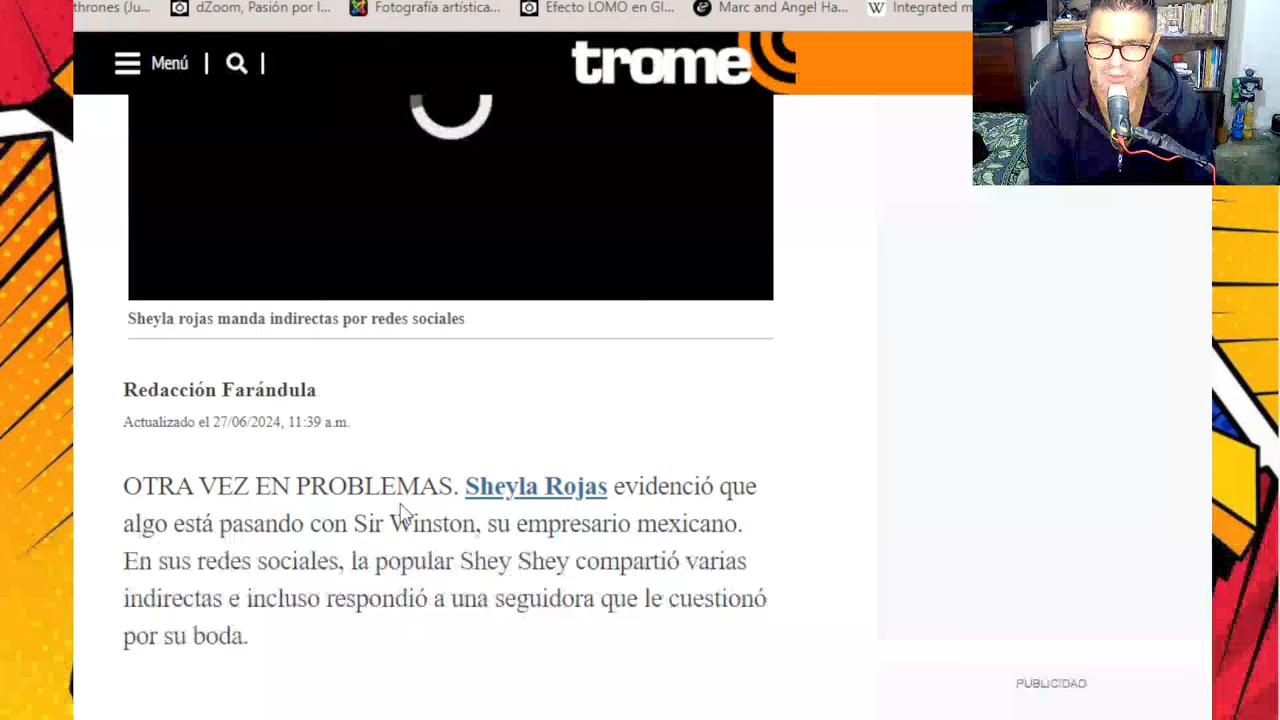 thrones (Ju...
dZoom, Pasión por l...
Fotografía artística...
Efecto LOMO en GI...
Marc and Angel Ha...
W Integrated m
Menú
trome
Sheyla rojas manda indirectas por redes sociales
Redacción Farándula
Actualizado el 27/06/2024, 11:39 a.m.
OTRA VEZ EN PROBLEMAS. Sheyla Rojas evidenció que
algo está pasando con Sir Winston, su empresario mexicano.
En sus redes sociales, la popular Shey Shey compartió varias
indirectas e incluso respondió a una seguidora que le cuestionó
por su boda.
PUBLICIDAD